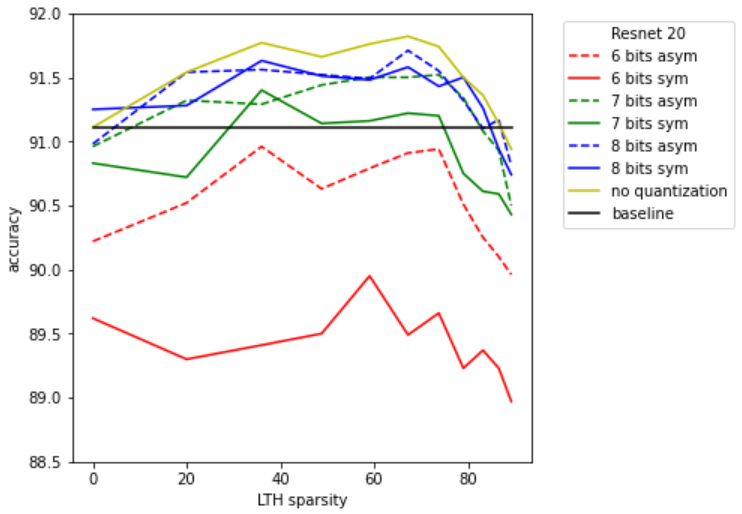 92.0
91.5
91.0
90.5
90.0
89.5
89.0
88.5
accuracy
0 20 40 60 80
LTH sparsity
Resnet 20
6 bits asym
6 bits sym
7 bits asym
7 bits sym
8 bits asym
8 bits sym
no quantization
baseline